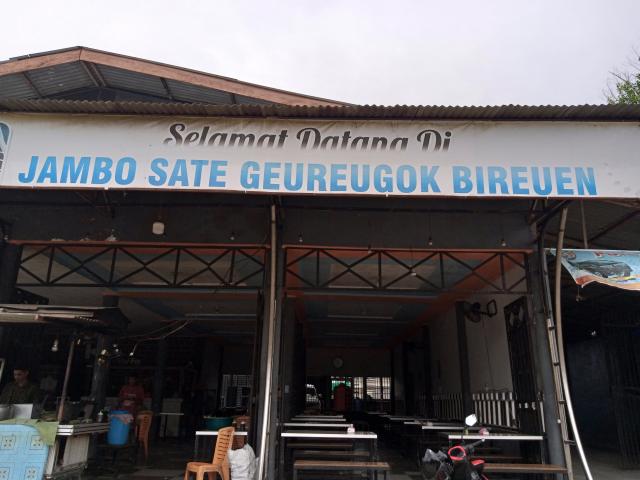 Selamat Datang Di
JAMBO SATE GEUREUGOK BIREUEN